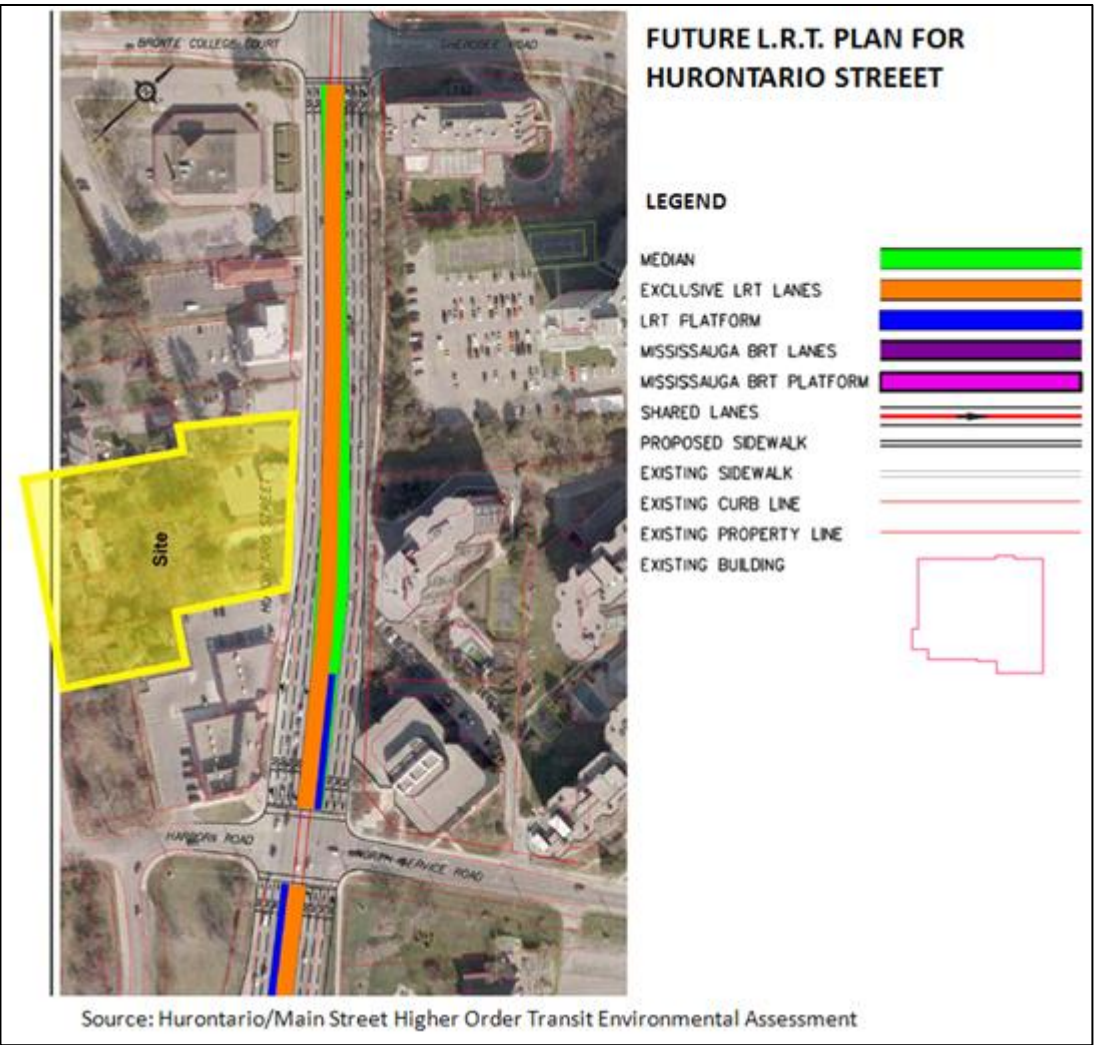 FUTURE L.R.T. PLAN FOR
HURONTARIO STREEET
BRONTE COLLEGE COURT
SHEROBEE ROAD
LEGEND
MEDIAN
EXCLUSIVE LRT LANES
LRT PLATFORM
MISSISSAUGA BRT LANES
MISSISSAUGA BRT PLATFORM
SHARED LANES
PROPOSED SIDEWALK
EXISTING SIDEWALK
EXISTING CURB LINE
EXISTING PROPERTY LINE
EXISTING BUILDING
Site
HURONTARIO STREET
HARBORN ROAD
NORTH SERVICE ROAD
Source: Hurontario/Main Street Higher Order Transit Environmental Assessment